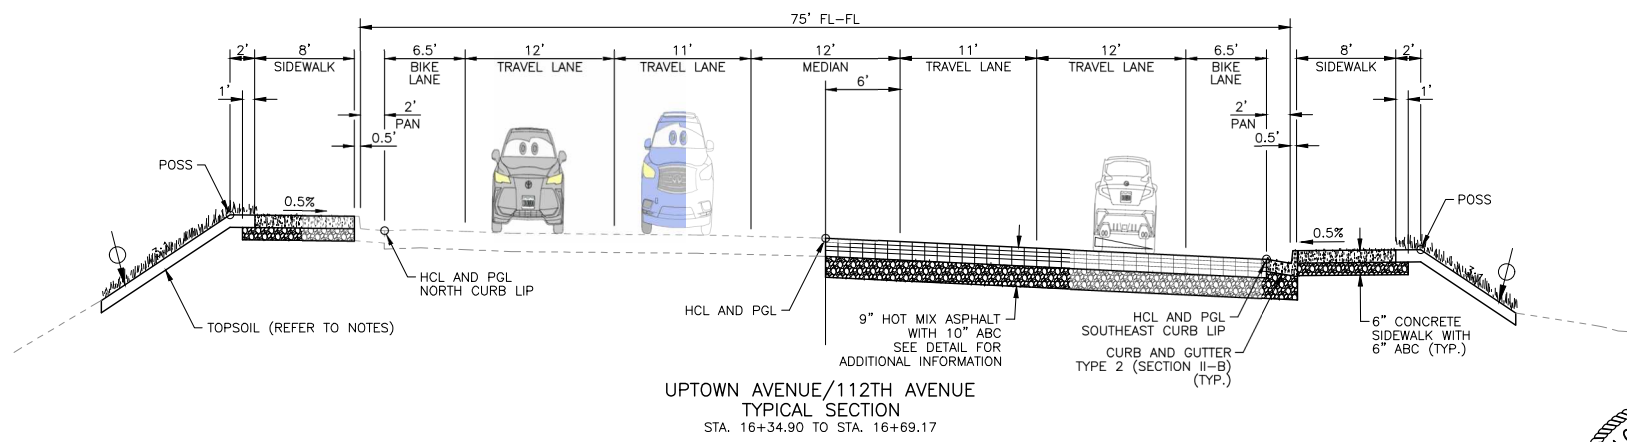 75' FL-FL
2'
8'
SIDEWALK
6.5'
BIKE
LANE
12'
TRAVEL LANE
11'
TRAVEL LANE
12'
MEDIAN
11'
TRAVEL LANE
12'
TRAVEL LANE
6.5'
BIKE
LANE
8'
SIDEWALK
2'
1'
2'
PAN
0.5'
6'
2'
PAN
0.5'
1'
POSS
0.5%
POSS
0.5%
HCL AND PGL
NORTH CURB LIP
TOPSOIL (REFER TO NOTES)
HCL AND PGL
9" HOT MIX ASPHALT
WITH 10" ABC
SEE DETAIL FOR
ADDITIONAL INFORMATION
HCL AND PGL
SOUTHEAST CURB LIP
CURB AND GUTTER
TYPE 2 (SECTION II-B)
(TYP.)
6" CONCRETE
SIDEWALK WITH
6" ABC (TYP.)
UPTOWN AVENUE/112TH AVENUE
TYPICAL SECTION
STA. 16+34.90 TO STA. 16+69.17